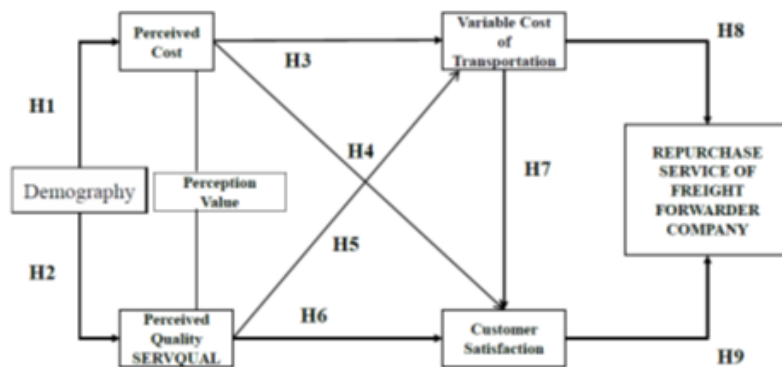 Perceived
Cost
Variable Cost
of
Transportation
H8
H3
H1
H4
H7
REPURCHASE
SERVICE OF
FREIGHT
FORWARDER
COMPANY
Demography
Perception
Value
H5
H2
H6
Perceived
Quality
SERVQUAL
Customer
Satisfaction
H9